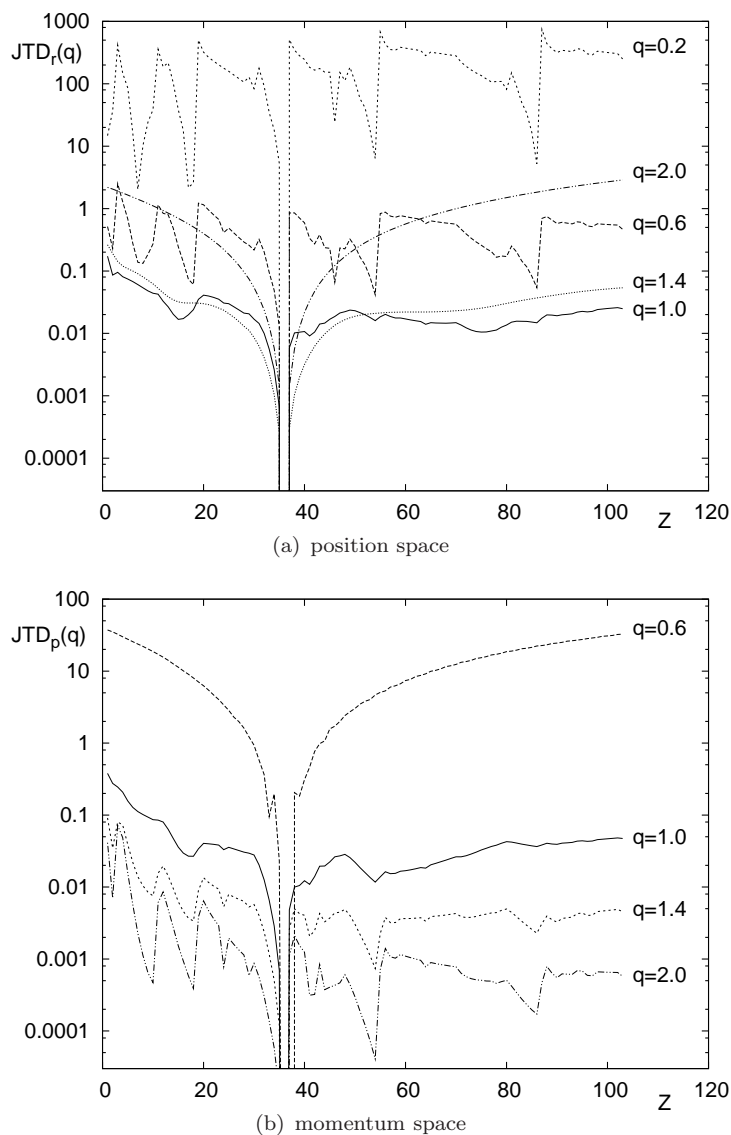 1000
JTD_r(q)
q=0.2
100
10
q=2.0
1
q=0.6
0.1
q=1.4
q=1.0
0.01
0.001
0.0001
0 20 40 60 80 100 120
Z
(a) position space
100
JTD_p(q)
q=0.6
10
1
0.1
q=1.0
0.01
q=1.4
0.001
q=2.0
0.0001
0 20 40 60 80 100 120
Z
(b) momentum space